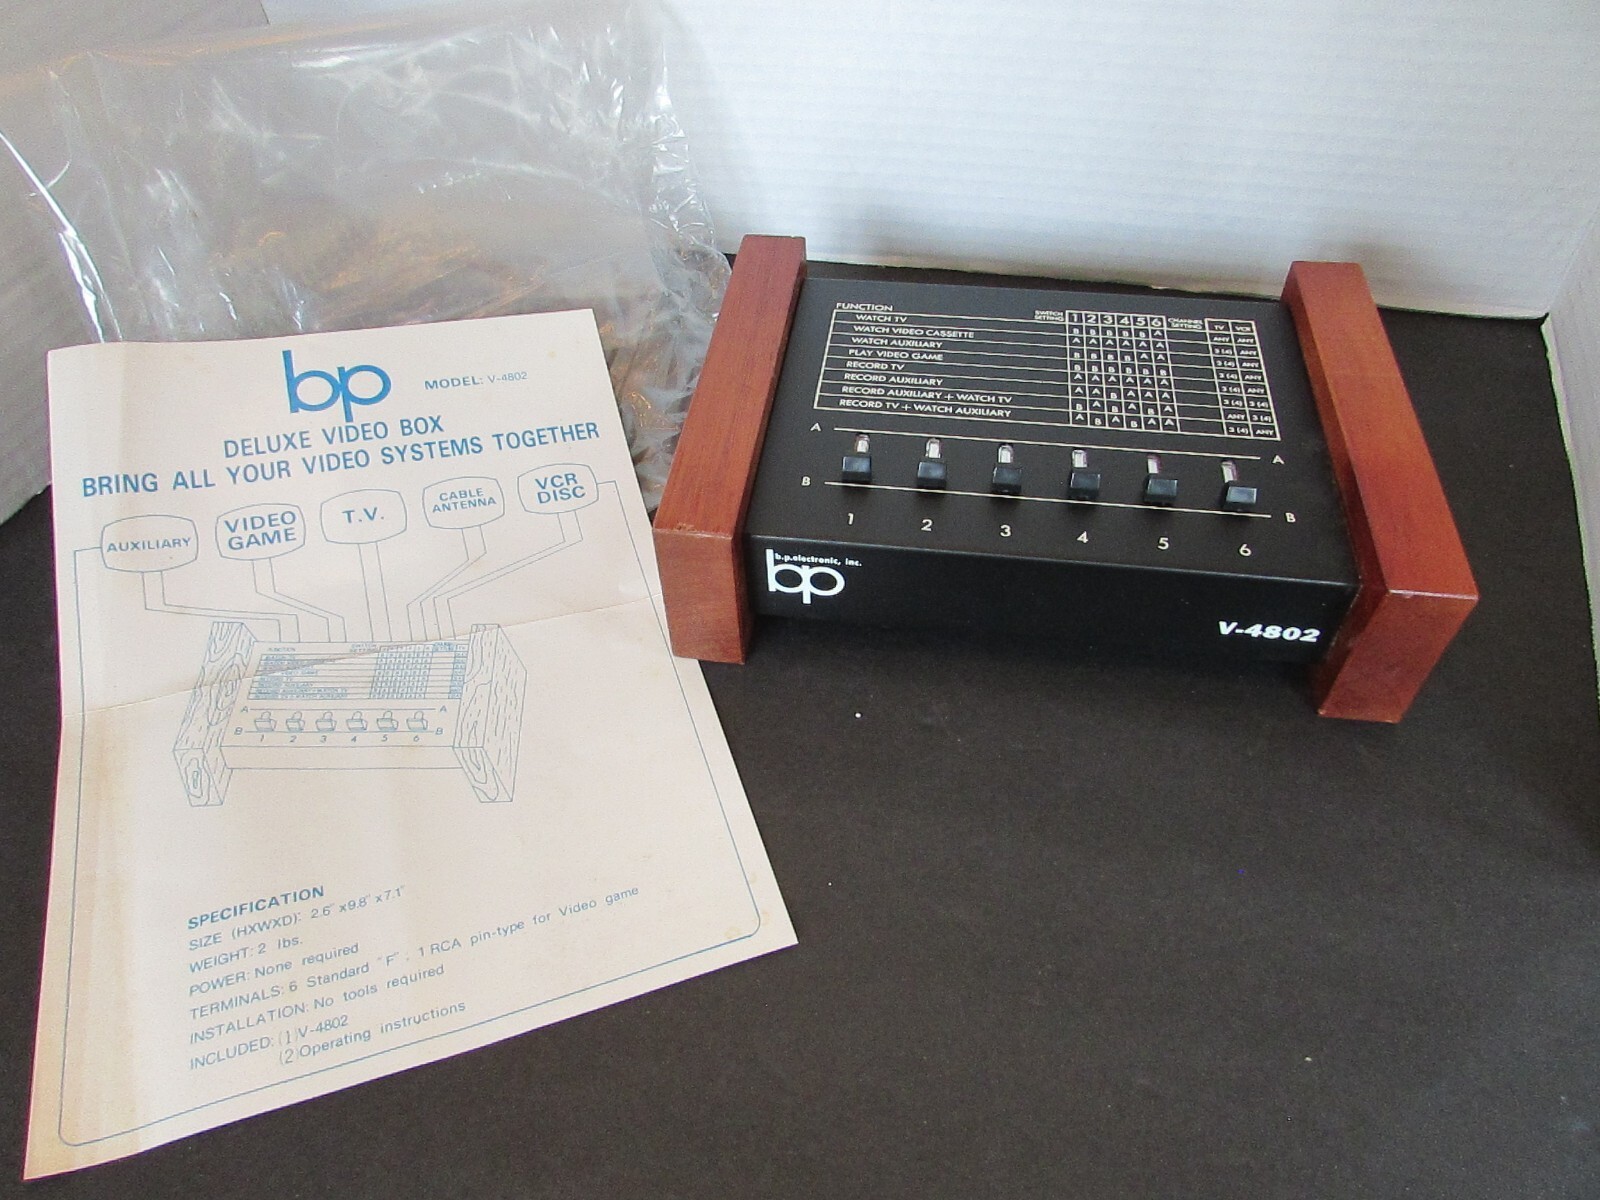 bp
MODEL: V-4802
DELUXE VIDEO BOX
BRING ALL YOUR VIDEO SYSTEMS TOGETHER
AUXILIARY
VIDEO
GAME
T.V.
CABLE
ANTENNA
VCR
DISC
A A
B 1 2 3 4 5 6 B
SPECIFICATION
SIZE (HXWXD): 2.6" x9.8" x7.1"
WEIGHT: 2 lbs.
POWER: None required
TERMINALS: 6 Standard "F"; 1 RCA pin-type for Video game
INSTALLATION: No tools required
INCLUDED: (1) V-4802
(2) Operating instructions
FUNCTION SWITCH SETTING 1 2 3 4 5 6 CHANNEL SETTING TV VCR
WATCH TV
WATCH VIDEO CASSETTE
WATCH AUXILIARY
PLAY VIDEO GAME
RECORD TV
RECORD AUXILIARY
RECORD AUXILIARY + WATCH TV
RECORD TV + WATCH AUXILIARY
A A
B B
1 2 3 4 5 6
b.p.electronic, inc.
bp
V-4802